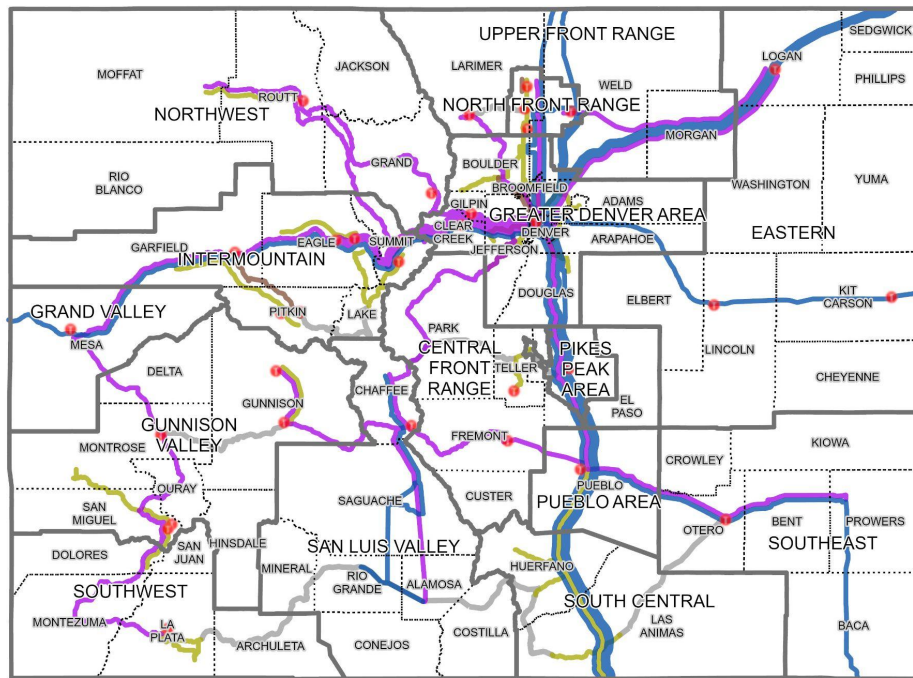 UPPER FRONT RANGE
SEDGWICK
LOGAN
MOFFAT
JACKSON
LARIMER
WELD
PHILLIPS
ROUTT
NORTHWEST
NORTH FRONT RANGE
MORGAN
GRAND
BOULDER
RIO
BLANCO
BROOMFIELD
ADAMS
WASHINGTON
YUMA
GILPIN
GREATER DENVER AREA
CLEAR
CREEK
DENVER
EAGLE
SUMMIT
GARFIELD
INTERMOUNTAIN
JEFFERSON
ARAPAHOE
EASTERN
DOUGLAS
ELBERT
KIT
CARSON
GRAND VALLEY
PITKIN
LAKE
MESA
PARK
LINCOLN
CENTRAL
FRONT
RANGE
TELLER
PIKES
PEAK
AREA
DELTA
CHEYENNE
CHAFFEE
GUNNISON
EL
PASO
GUNNISON
VALLEY
MONTROSE
FREMONT
KIOWA
CROWLEY
OURAY
PUEBLO
PUEBLO AREA
SAGUACHE
CUSTER
SAN
MIGUEL
OTERO
BENT
PROWERS
SOUTHEAST
DOLORES
SAN
JUAN
HINSDALE
SAN LUIS VALLEY
MINERAL
HUERFANO
RIO
GRANDE
ALAMOSA
SOUTHWEST
SOUTH CENTRAL
MONTEZUMA
LA
PLATA
LAS
ANIMAS
BACA
ARCHULETA
CONEJOS
COSTILLA